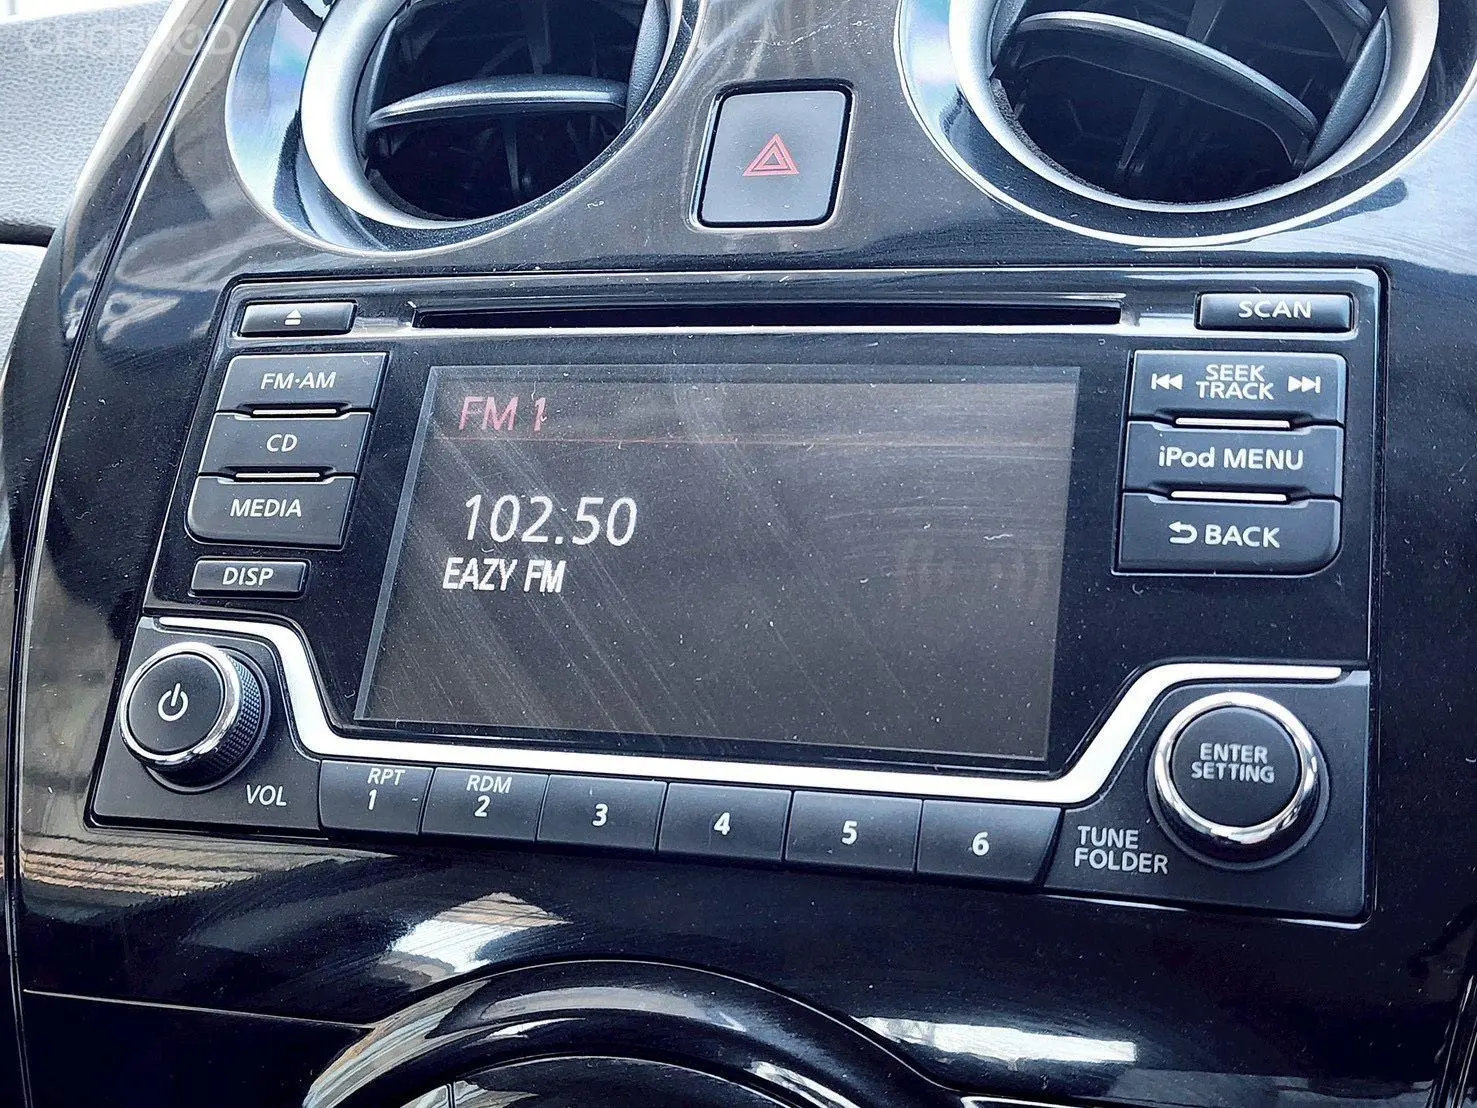 SCAN
FM·AM
SEEK
TRACK
CD
iPod MENU
MEDIA
BACK
DISP
FM 1
102.50
EAZY FM
VOL
RPT
1
RDM
2
3
4
5
6
TUNE
FOLDER
ENTER
SETTING